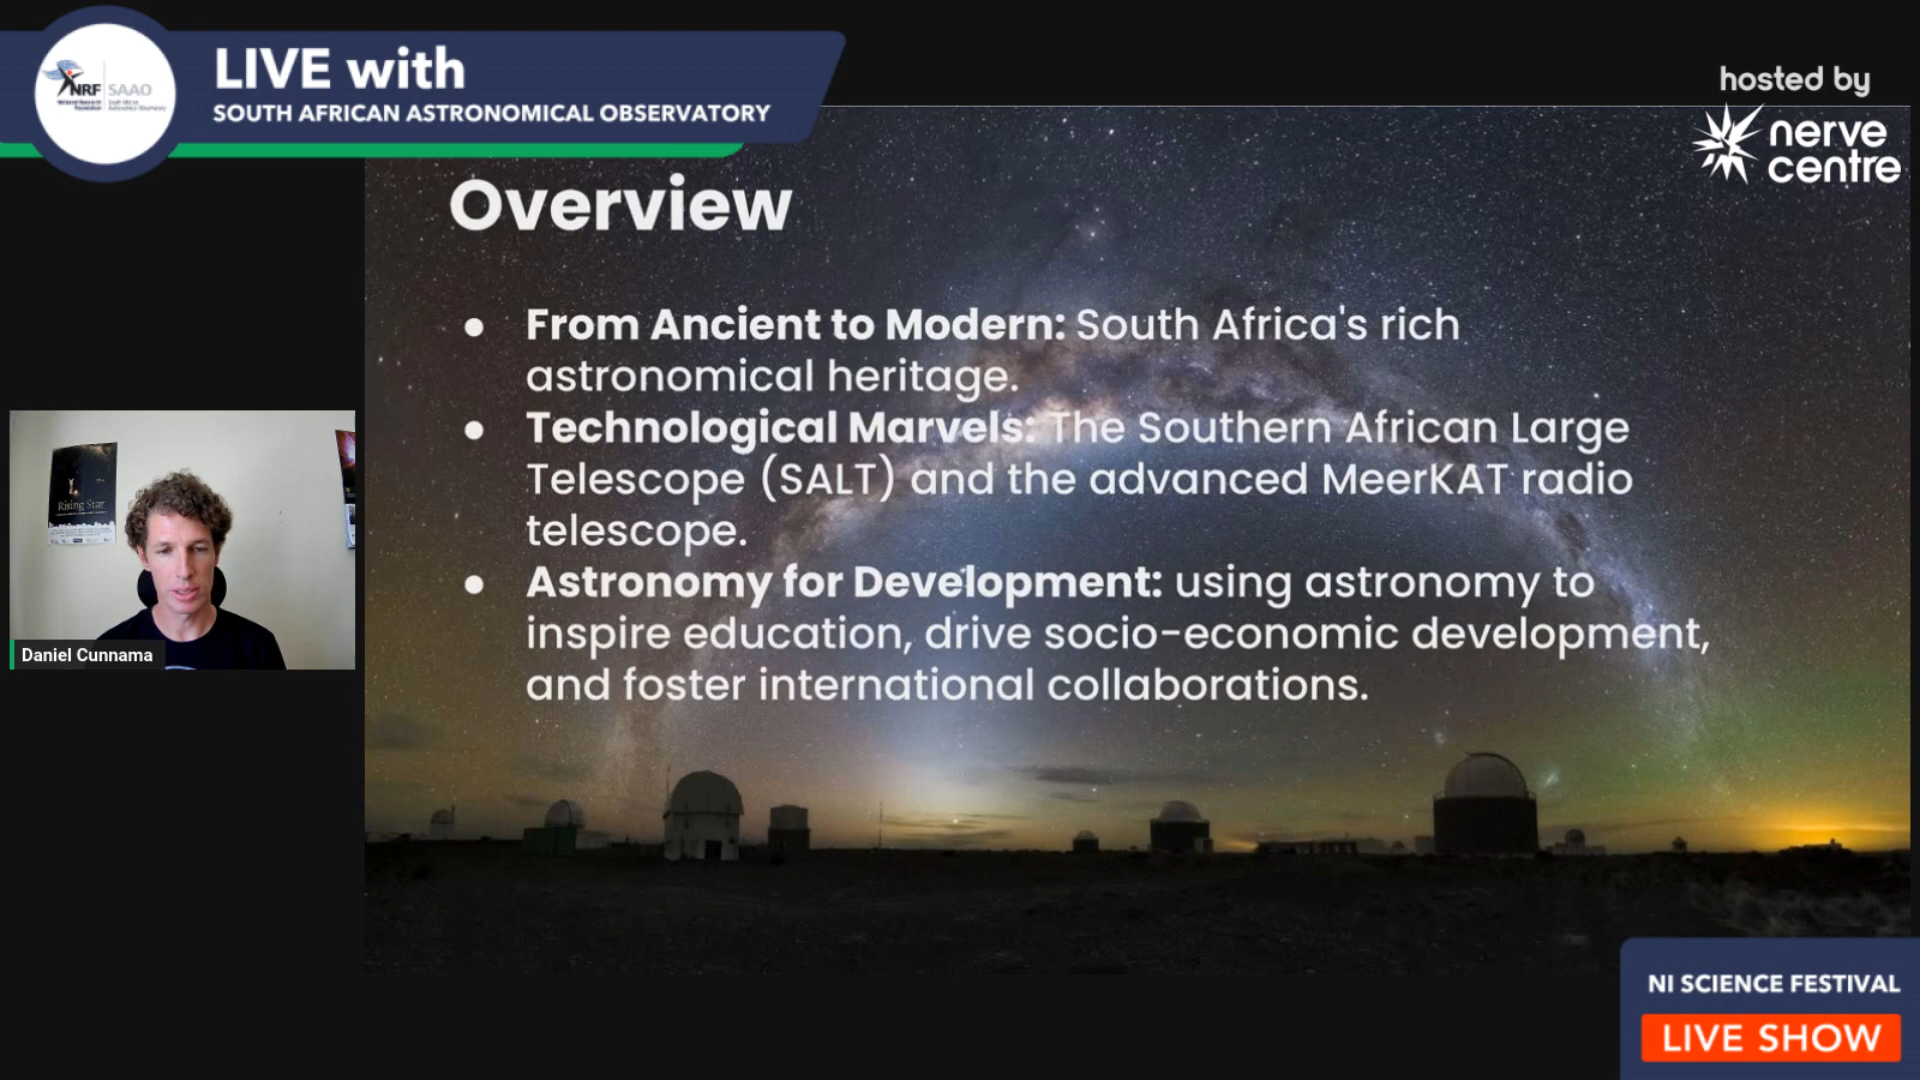 LIVE with
SOUTH AFRICAN ASTRONOMICAL OBSERVATORY
NRF
SAAO
hosted by
nerve
centre
Overview
● From Ancient to Modern: South Africa's rich
astronomical heritage.
● Technological Marvels: The Southern African Large
Telescope (SALT) and the advanced MeerKAT radio
telescope.
● Astronomy for Development: using astronomy to
inspire education, drive socio-economic development,
and foster international collaborations.
Rising Star
Daniel Cunnama
NI SCIENCE FESTIVAL
LIVE SHOW